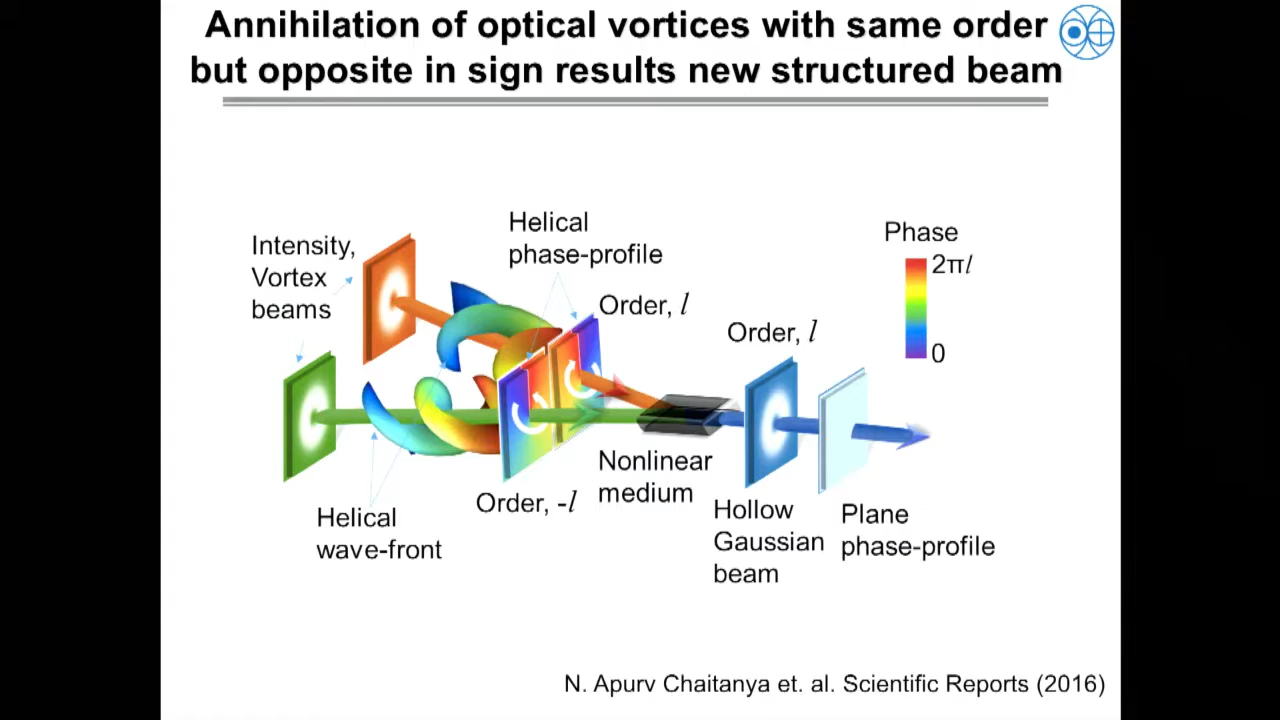 Annihilation of optical vortices with same order
but opposite in sign results new structured beam
Intensity,
Vortex
beams
Helical
phase-profile
Order, l
Order, l
Phase
2πl
0
Helical
wave-front
Order, -l
Nonlinear
medium
Hollow
Gaussian
beam
Plane
phase-profile
N. Apurv Chaitanya et. al. Scientific Reports (2016)